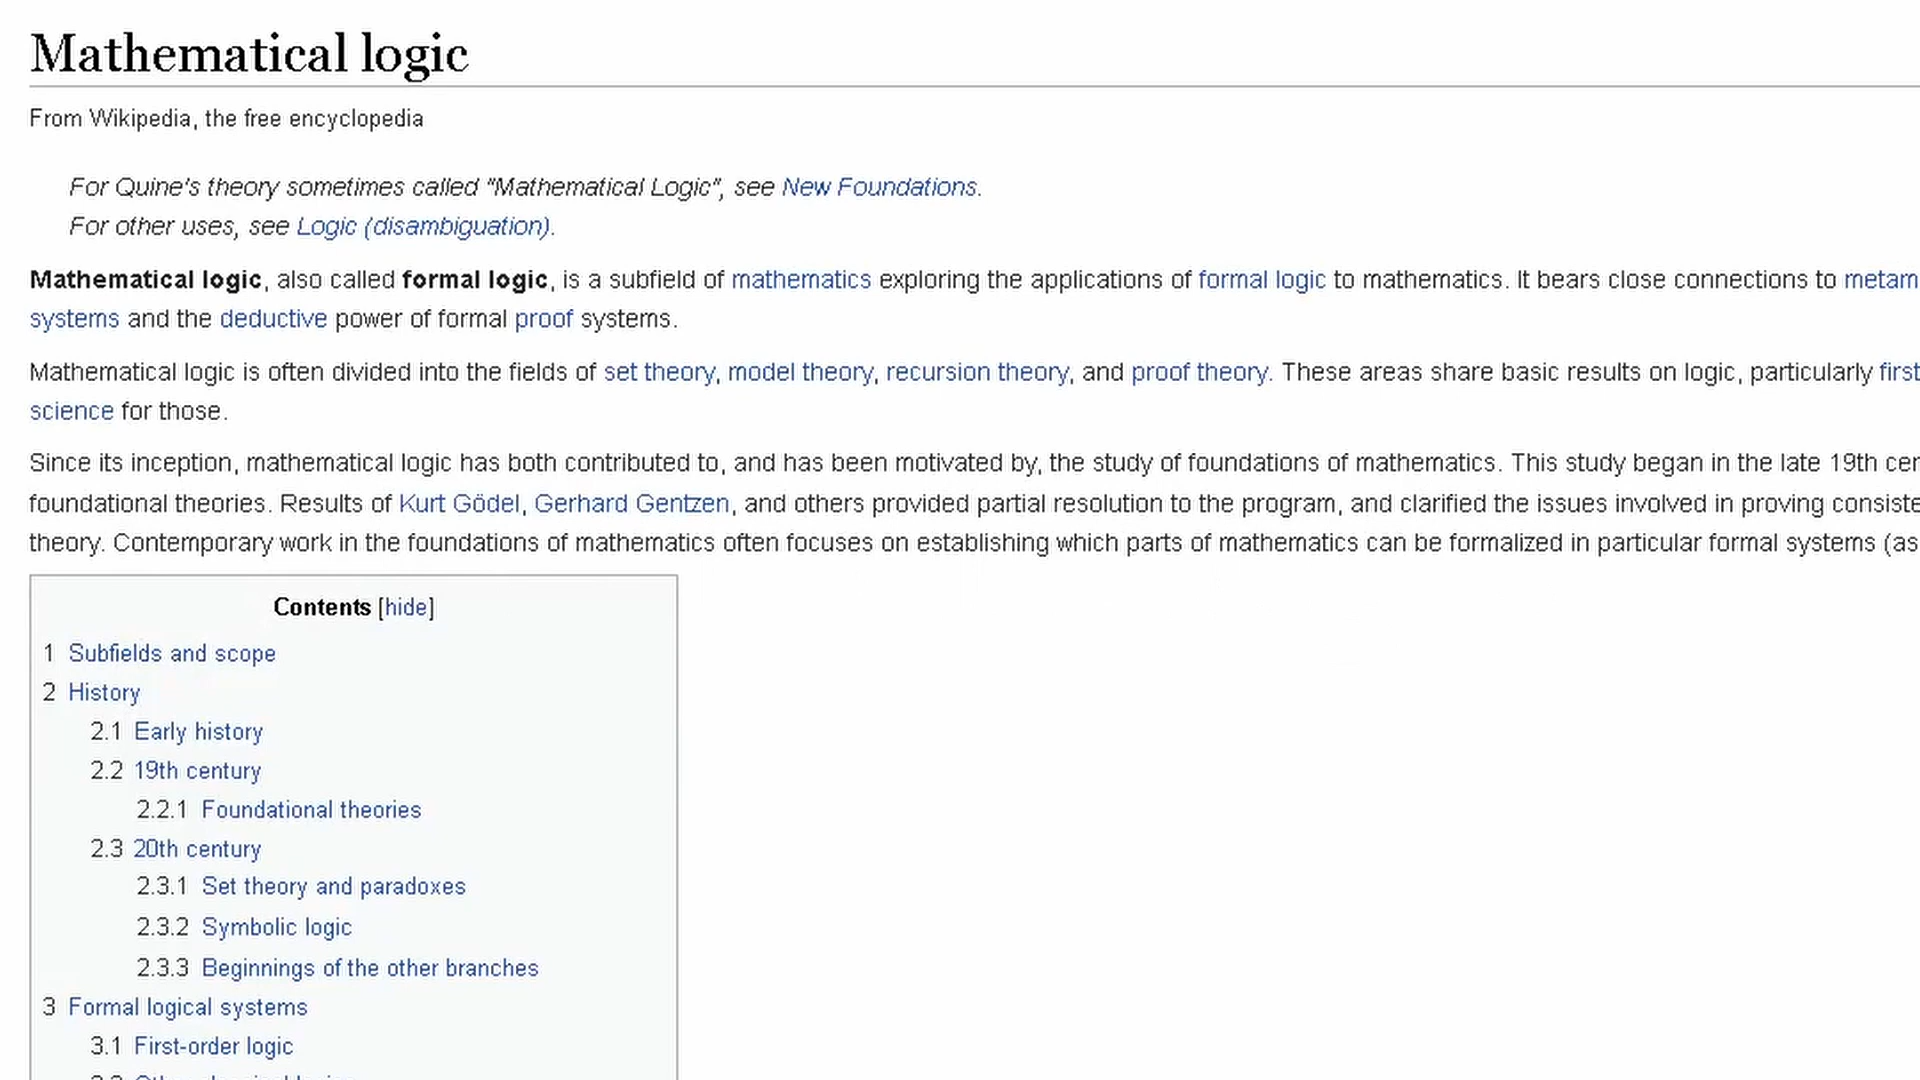 Mathematical logic
From Wikipedia, the free encyclopedia
For Quine's theory sometimes called "Mathematical Logic", see New Foundations.
For other uses, see Logic (disambiguation).
Mathematical logic, also called formal logic, is a subfield of mathematics exploring the applications of formal logic to mathematics. It bears close connections to metam
systems and the deductive power of formal proof systems.
Mathematical logic is often divided into the fields of set theory, model theory, recursion theory, and proof theory. These areas share basic results on logic, particularly first
science for those.
Since its inception, mathematical logic has both contributed to, and has been motivated by, the study of foundations of mathematics. This study began in the late 19th cen
foundational theories. Results of Kurt Gödel, Gerhard Gentzen, and others provided partial resolution to the program, and clarified the issues involved in proving consiste
theory. Contemporary work in the foundations of mathematics often focuses on establishing which parts of mathematics can be formalized in particular formal systems (as
Contents [hide]
1 Subfields and scope
2 History
2.1 Early history
2.2 19th century
2.2.1 Foundational theories
2.3 20th century
2.3.1 Set theory and paradoxes
2.3.2 Symbolic logic
2.3.3 Beginnings of the other branches
3 Formal logical systems
3.1 First-order logic